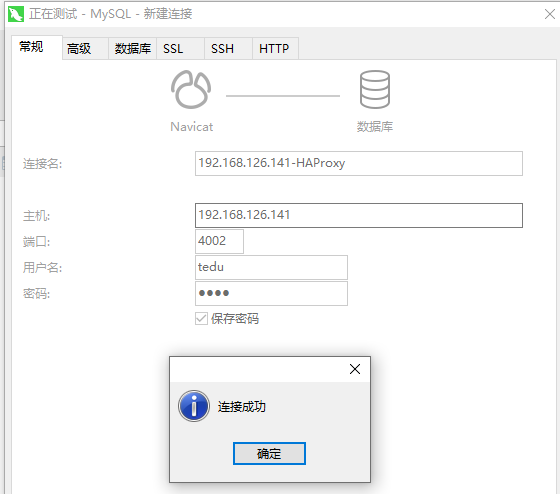 正在测试 - MySQL - 新建连接
常规 高级 数据库 SSL SSH HTTP
Navicat 数据库
连接名: 192.168.126.141-HAProxy
主机: 192.168.126.141
端口: 4002
用户名: tedu
密码: ●●●●
保存密码
连接成功
确定